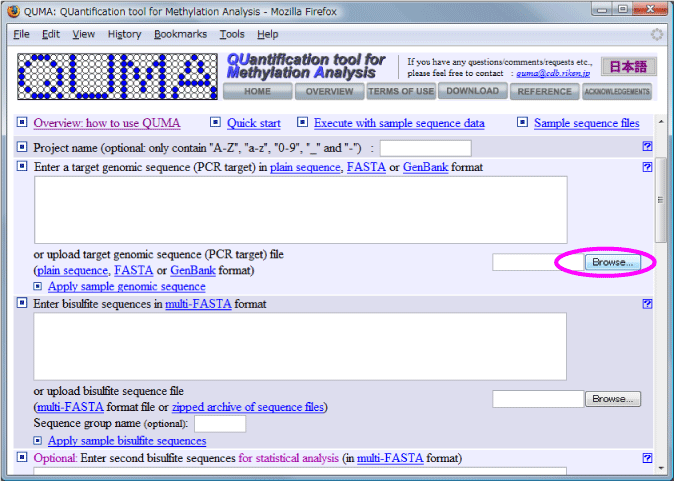 QUMA: QUantification tool for Methylation Analysis - Mozilla Firefox
File Edit View History Bookmarks Tools Help
QUMA
QUantification tool for
Methylation Analysis
If you have any questions/comments/requests etc.,
please feel free to contact : quma@cdb.riken.jp
日本語
HOME OVERVIEW TERMS OF USE DOWNLOAD REFERENCE ACKNOWLEDGEMENTS
Overview: how to use QUMA Quick start Execute with sample sequence data Sample sequence files
Project name (optional: only contain "A-Z", "a-z", "0-9", "_" and "-") : ?
Enter a target genomic sequence (PCR target) in plain sequence, FASTA or GenBank format ?
or upload target genomic sequence (PCR target) file
Browse...
(plain sequence, FASTA or GenBank format)
Apply sample genomic sequence
Enter bisulfite sequences in multi-FASTA format ?
or upload bisulfite sequence file
Browse...
(multi-FASTA format file or zipped archive of sequence files)
Sequence group name (optional):
Apply sample bisulfite sequences
Optional: Enter second bisulfite sequences for statistical analysis (in multi-FASTA format) ?